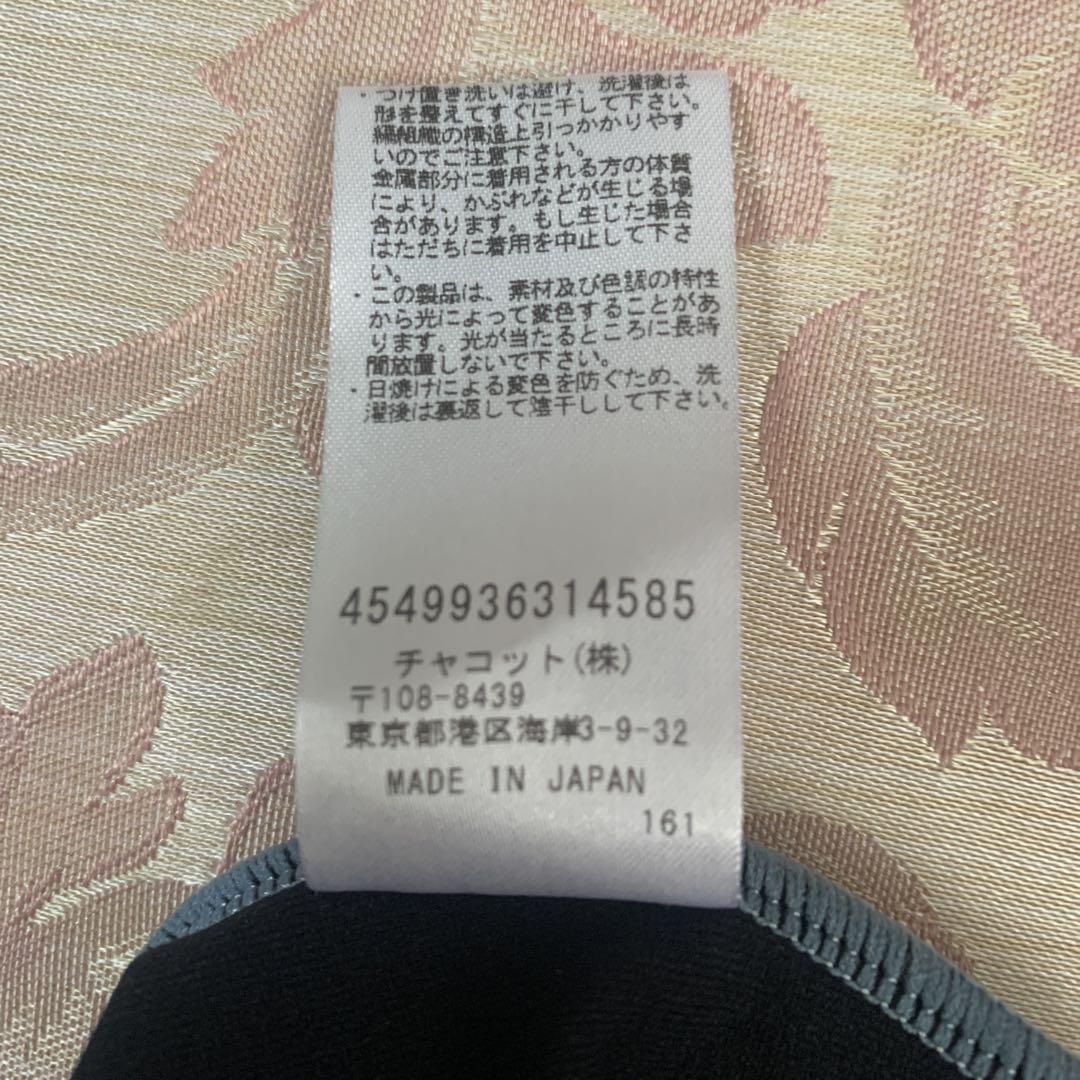 ・つけ置き洗いは避け、洗濯後は
形を整えてすぐに干して下さい。
編組織の構造上引っかかりやす
いのでご注意下さい。
金属部分に着用される方の体質
により、かぶれなどが生じる場
合があります。もし生じた場合
はただちに着用を中止して下さ
い。
・この製品は、素材及び色調の特性
から光によって変色することがあ
ります。光が当たるところに長時
間放置しないで下さい。
・日焼けによる変色を防ぐため、洗
濯後は裏返して陰干しして下さい。
4549936314585
チャコット(株)
〒108-8439
東京都港区海岸3-9-32
MADE IN JAPAN
161